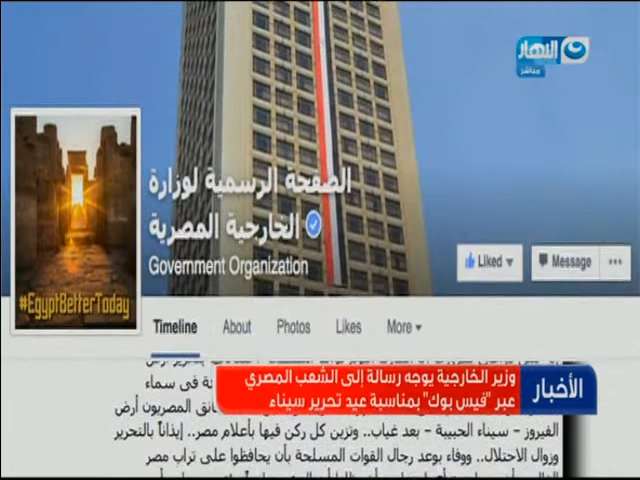 النهار
مباشر
الصفحة الرسمية لوزارة
الخارجية المصرية
Government Organization
Liked
Message
#EgyptBetterToday
Timeline
About
Photos
Likes
More
الأخبار
وزير الخارجية يوجه رسالة إلى الشعب المصري
عبر "فيس بوك" بمناسبة عيد تحرير سيناء
ة فى سماء
انق المصريون أرض
الفيروز – سيناء الحبيبة – بعد غياب.. وتزين كل ركن فيها بأعلام مصر.. إيذاناً بالتحرير
وزوال الاحتلال.. ووفاء بوعد رجال القوات المسلحة بأن يحافظوا على تراب مصر